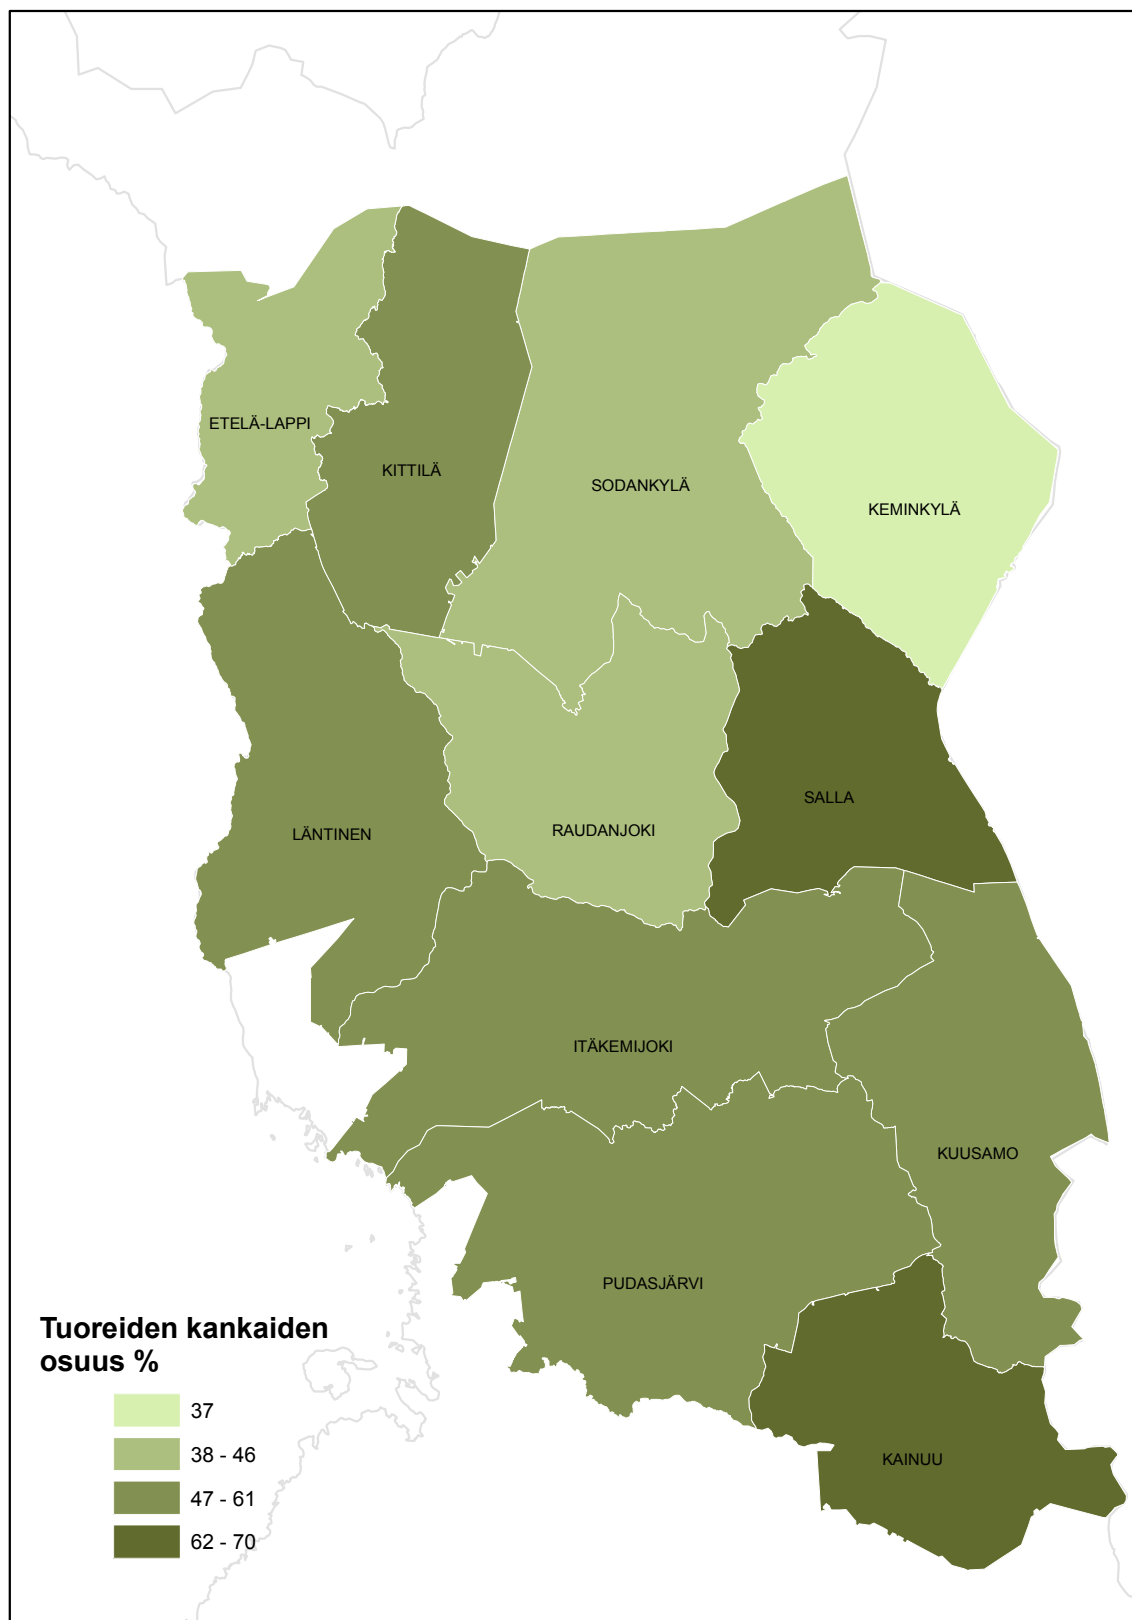 ETELÄ-LAPPI
KITTILÄ
SODANKYLÄ
KEMINKYLÄ
SALLA
LÄNTINEN
RAUDANJOKI
ITÄKEMIJOKI
KUUSAMO
PUDASJÄRVI
KAINUU
Tuoreiden kankaiden
osuus %
37
38 - 46
47 - 61
62 - 70